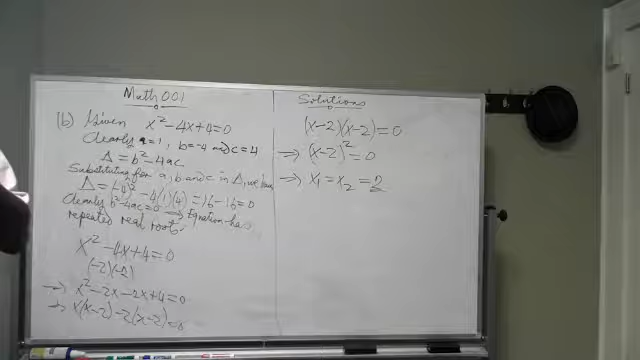 Math 001
(b) Given x² - 4x + 4 = 0
Clearly a = 1, b = -4 and c = 4
Δ = b² - 4ac
Substituting for a, b and c in Δ, we have
Δ = (-4)² - 4(1)(4) = 16 - 16 = 0
Clearly b² - 4ac = 0 → Equation has
repeated real roots.
x² - 4x + 4 = 0
(-2)(-2)
→ x² - 2x - 2x + 4 = 0
→ x(x-2) - 2(x-2) = 0
Solutions
(x-2)(x-2) = 0
→ (x-2)² = 0
→ x₁ = x₂ = 2